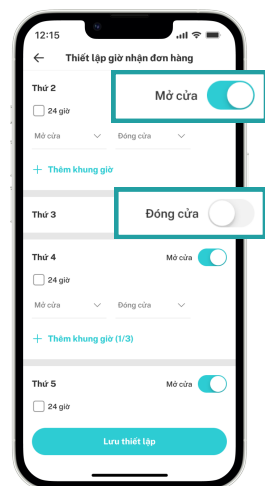 12:15
Thiết lập giờ nhận đơn hàng
Thứ 2
Mở cửa
24 giờ
Mở cửa Đóng cửa
Thêm khung giờ
Thứ 3
Đóng cửa
Thứ 4 Mở cửa
24 giờ
Mở cửa Đóng cửa
Thêm khung giờ (1/3)
Thứ 5 Mở cửa
24 giờ
Lưu thiết lập